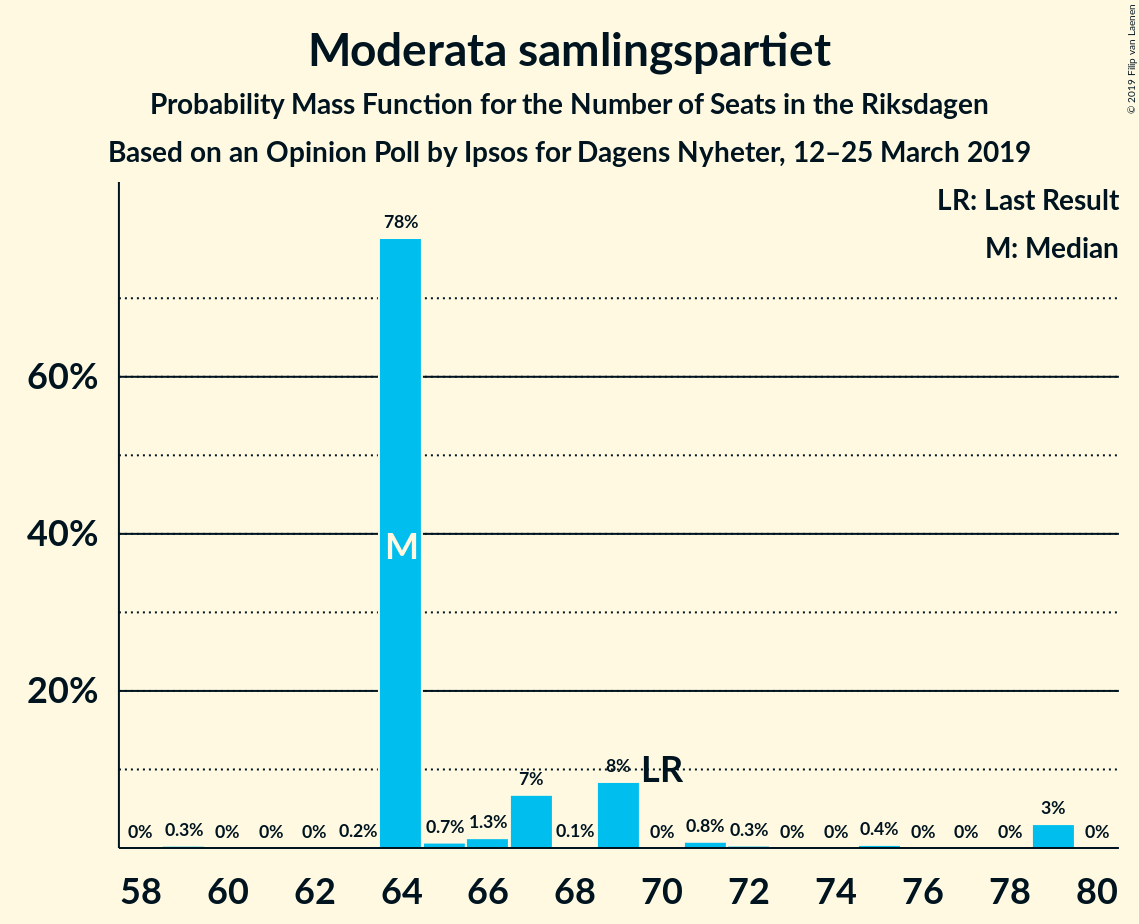 Moderata samlingspartiet
Probability Mass Function for the Number of Seats in the Riksdagen
Based on an Opinion Poll by Ipsos for Dagens Nyheter, 12–25 March 2019
© 2019 Filip van Laenen
LR: Last Result
M: Median
78%
60%
40%
M
20%
0% 0.3% 0% 0% 0% 0.2% 0.7% 1.3% 7% 0.1% 8% LR 0% 0.8% 0.3% 0% 0% 0.4% 0% 0% 0% 3% 0%
58 60 62 64 66 68 70 72 74 76 78 80